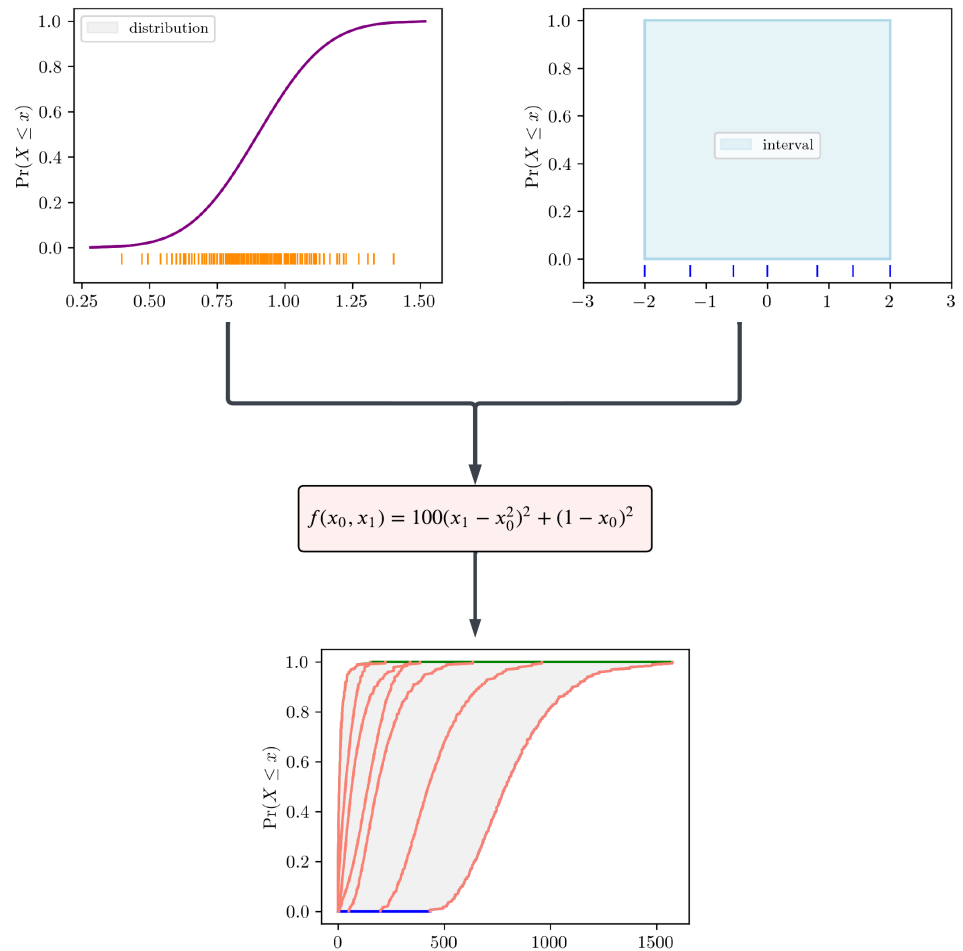 1.0
0.8
0.6
0.4
0.2
0.0
Pr(X ≤ x)
distribution
0.25 0.50 0.75 1.00 1.25 1.50
1.0
0.8
0.6
0.4
0.2
0.0
Pr(X ≤ x)
interval
−3 −2 −1 0 1 2 3
f(x₀, x₁) = 100(x₁ − x₀²)² + (1 − x₀)²
1.0
0.8
0.6
0.4
0.2
0.0
Pr(X ≤ x)
0 500 1000 1500